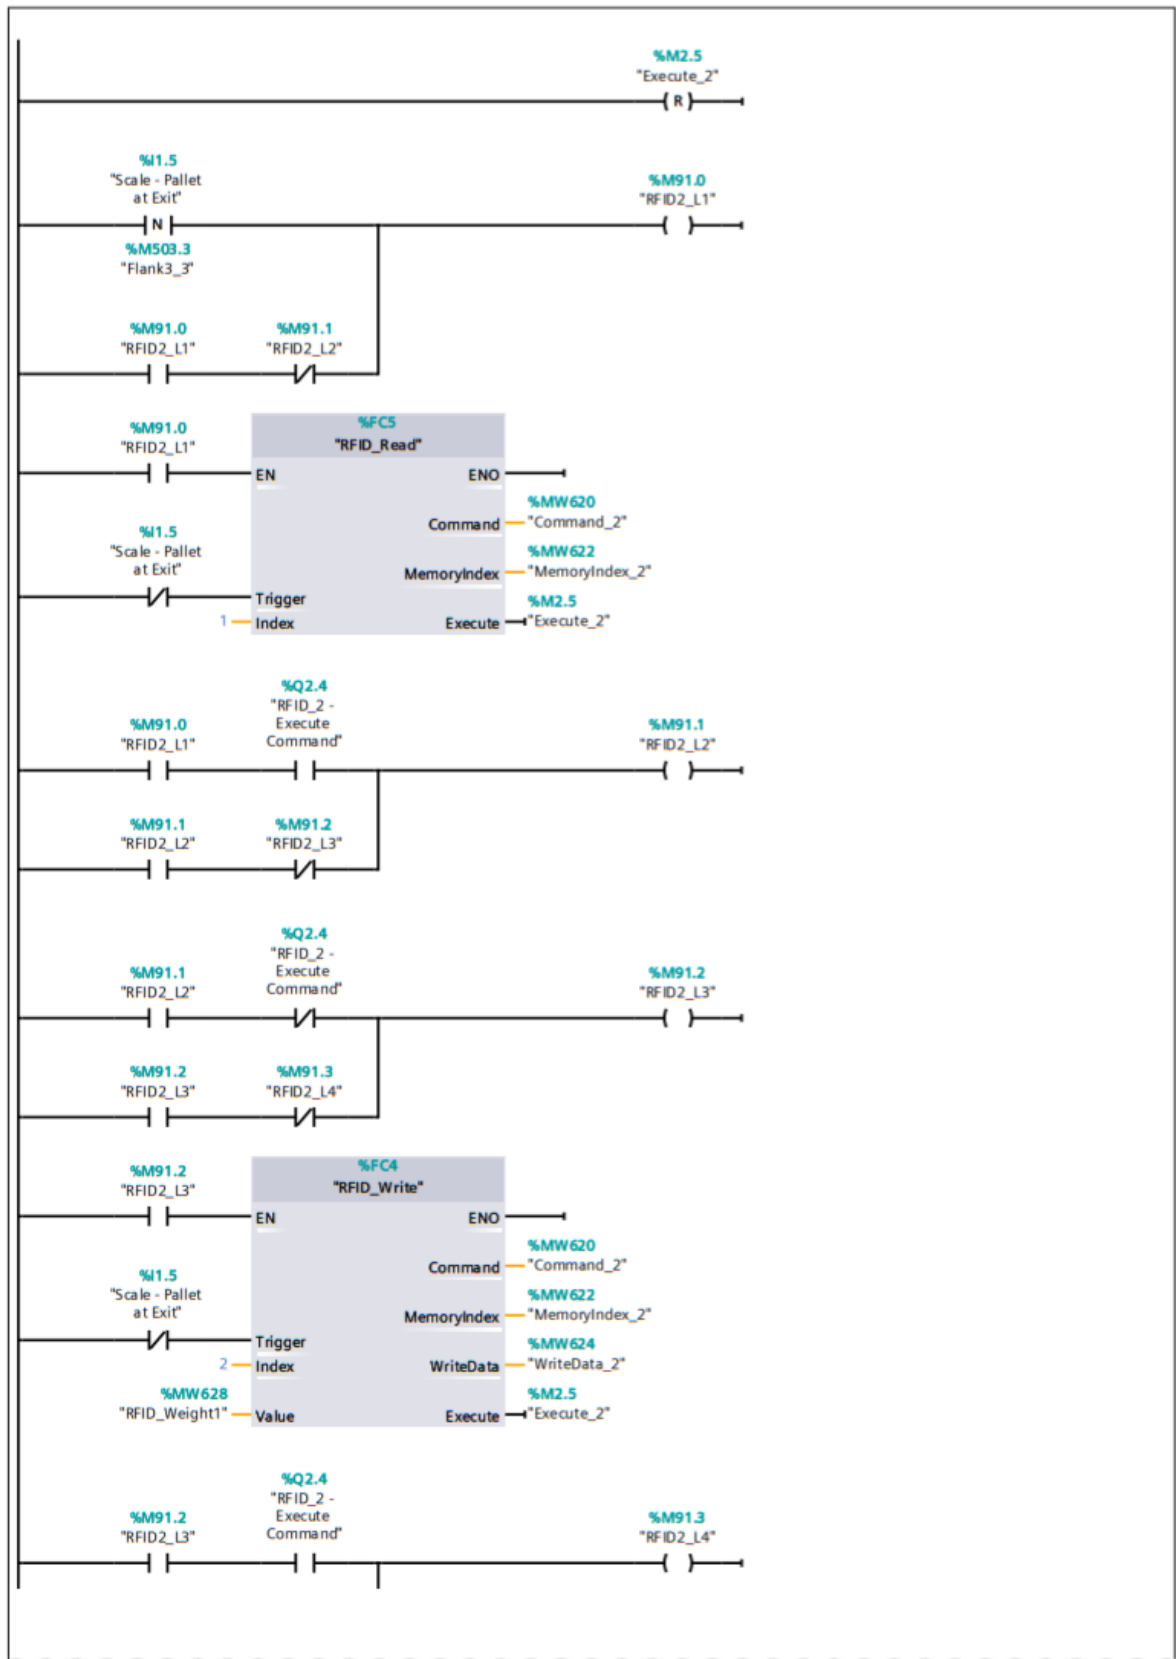 %M2.5
"Execute_2"
R
%I1.5
"Scale - Pallet
at Exit"
N
%M503.3
"Flank3_3"
%M91.0
"RFID2_L1"
%M91.0
"RFID2_L1"
%M91.1
"RFID2_L2"
%M91.0
"RFID2_L1"
%FC5
"RFID_Read"
EN
ENO
%MW620
Command
"Command_2"
%I1.5
"Scale - Pallet
at Exit"
%MW622
MemoryIndex
"MemoryIndex_2"
Trigger
%M2.5
1
Index
Execute
"Execute_2"
%M91.0
"RFID2_L1"
%Q2.4
"RFID_2 -
Execute
Command"
%M91.1
"RFID2_L2"
%M91.1
"RFID2_L2"
%M91.2
"RFID2_L3"
%M91.1
"RFID2_L2"
%Q2.4
"RFID_2 -
Execute
Command"
%M91.2
"RFID2_L3"
%M91.2
"RFID2_L3"
%M91.3
"RFID2_L4"
%M91.2
"RFID2_L3"
%FC4
"RFID_Write"
EN
ENO
%MW620
Command
"Command_2"
%I1.5
"Scale - Pallet
at Exit"
%MW622
MemoryIndex
"MemoryIndex_2"
Trigger
%MW624
2
Index
WriteData
"WriteData_2"
%MW628
"RFID_Weight1"
Value
%M2.5
Execute
"Execute_2"
%M91.2
"RFID2_L3"
%Q2.4
"RFID_2 -
Execute
Command"
%M91.3
"RFID2_L4"